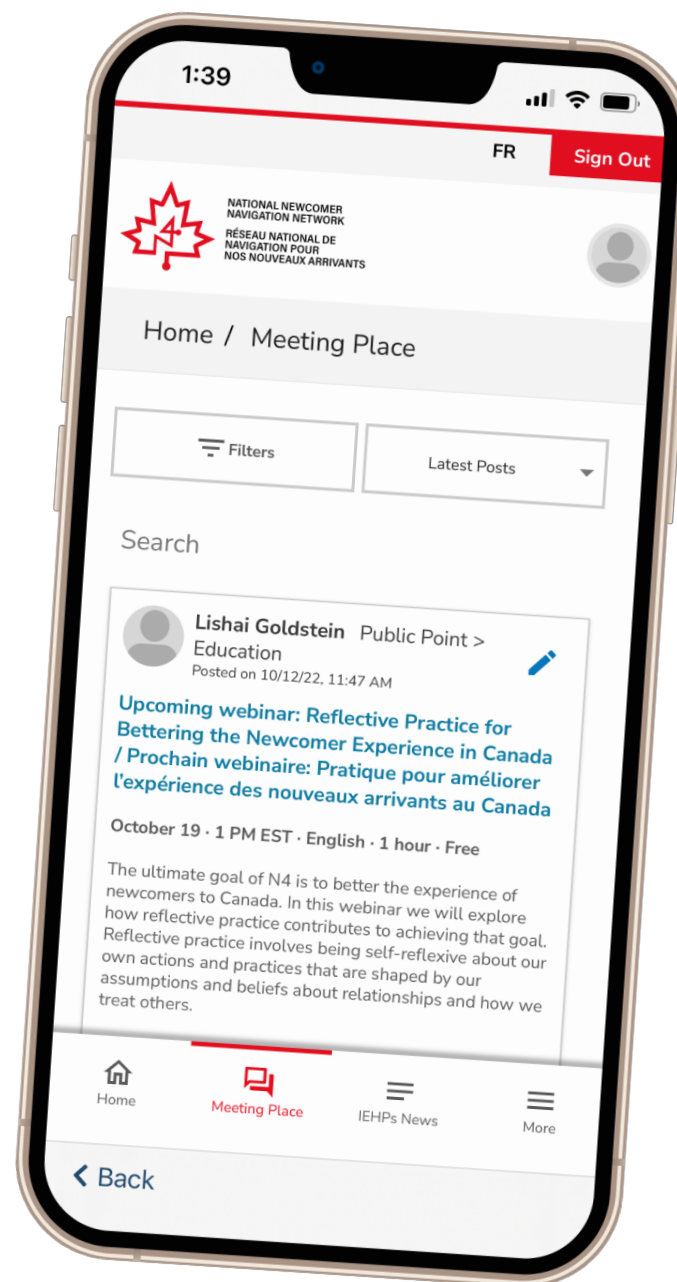 1:39
FR
Sign Out
NATIONAL NEWCOMER
NAVIGATION NETWORK
RÉSEAU NATIONAL DE
NAVIGATION POUR
NOS NOUVEAUX ARRIVANTS
Home / Meeting Place
Filters
Latest Posts
Search
Lishai Goldstein Public Point >
Education
Posted on 10/12/22, 11:47 AM
Upcoming webinar: Reflective Practice for
Bettering the Newcomer Experience in Canada
/ Prochain webinaire: Pratique pour améliorer
l'expérience des nouveaux arrivants au Canada
October 19 · 1 PM EST · English · 1 hour · Free
The ultimate goal of N4 is to better the experience of
newcomers to Canada. In this webinar we will explore
how reflective practice contributes to achieving that goal.
Reflective practice involves being self-reflexive about our
own actions and practices that are shaped by our
assumptions and beliefs about relationships and how we
treat others.
Home
Meeting Place
IEHPs News
More
Back